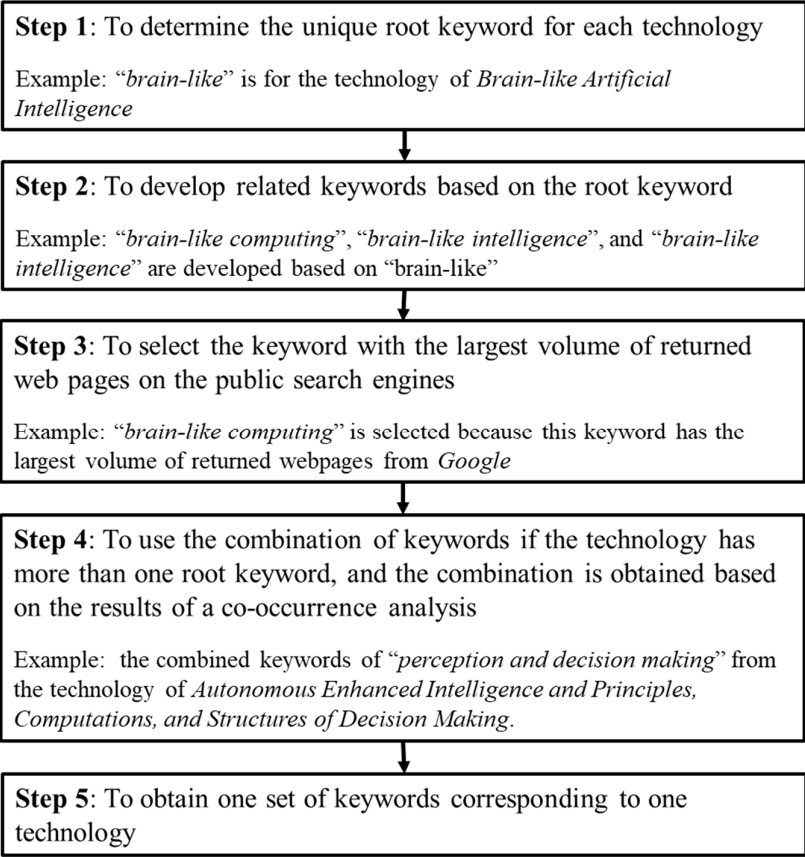 Step 1: To determine the unique root keyword for each technology
Example: “brain-like” is for the technology of Brain-like Artificial
Intelligence
Step 2: To develop related keywords based on the root keyword
Example: “brain-like computing”, “brain-like intelligence”, and “brain-like
intelligence” are developed based on “brain-like”
Step 3: To select the keyword with the largest volume of returned
web pages on the public search engines
Example: “brain-like computing” is selected because this keyword has the
largest volume of returned webpages from Google
Step 4: To use the combination of keywords if the technology has
more than one root keyword, and the combination is obtained based
on the results of a co-occurrence analysis
Example: the combined keywords of “perception and decision making” from
the technology of Autonomous Enhanced Intelligence and Principles,
Computations, and Structures of Decision Making.
Step 5: To obtain one set of keywords corresponding to one
technology